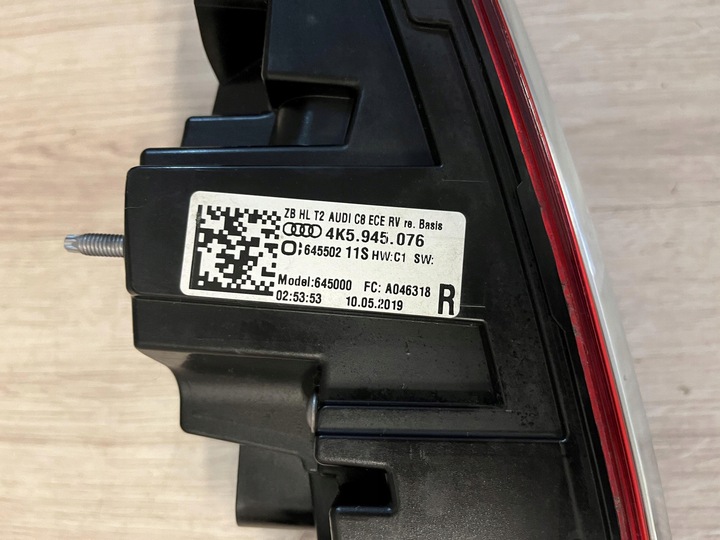 ZB HL T2 AUDI C8 ECE RV re. Basis
4K5.945.076
645502 11S HW:C1 SW:
Model:645000 FC: A046318
02:53:53 10.05.2019 R